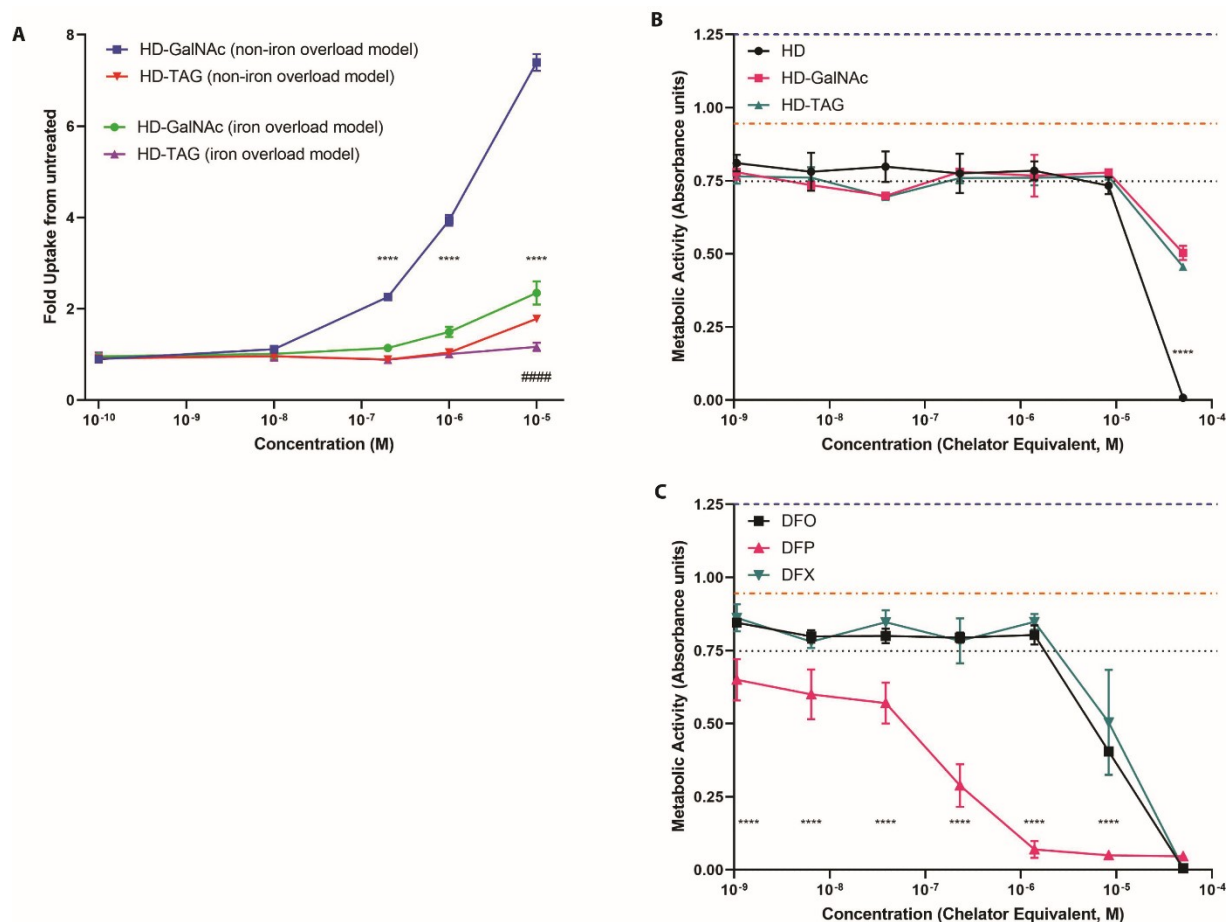 A
8
6
4
2
0
Fold Uptake from untreated
HD-GalNAc (non-iron overload model)
HD-TAG (non-iron overload model)
HD-GalNAc (iron overload model)
HD-TAG (iron overload model)
**** **** ****
####
10-10 10-9 10-8 10-7 10-6 10-5
Concentration (M)
B
1.25
1.00
0.75
0.50
0.25
0.00
Metabolic Activity (Absorbance units)
HD
HD-GalNAc
HD-TAG
****
10-9 10-8 10-7 10-6 10-5 10-4
Concentration (Chelator Equivalent, M)
C
1.25
1.00
0.75
0.50
0.25
0.00
Metabolic Activity (Absorbance units)
DFO
DFP
DFX
**** **** **** **** **** ****
10-9 10-8 10-7 10-6 10-5 10-4
Concentration (Chelator Equivalent, M)